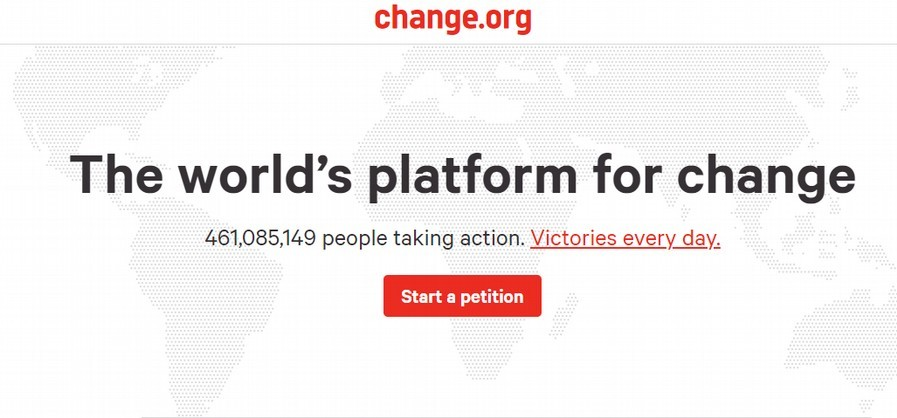 change.org
The world’s platform for change
461,085,149 people taking action. Victories every day.
Start a petition